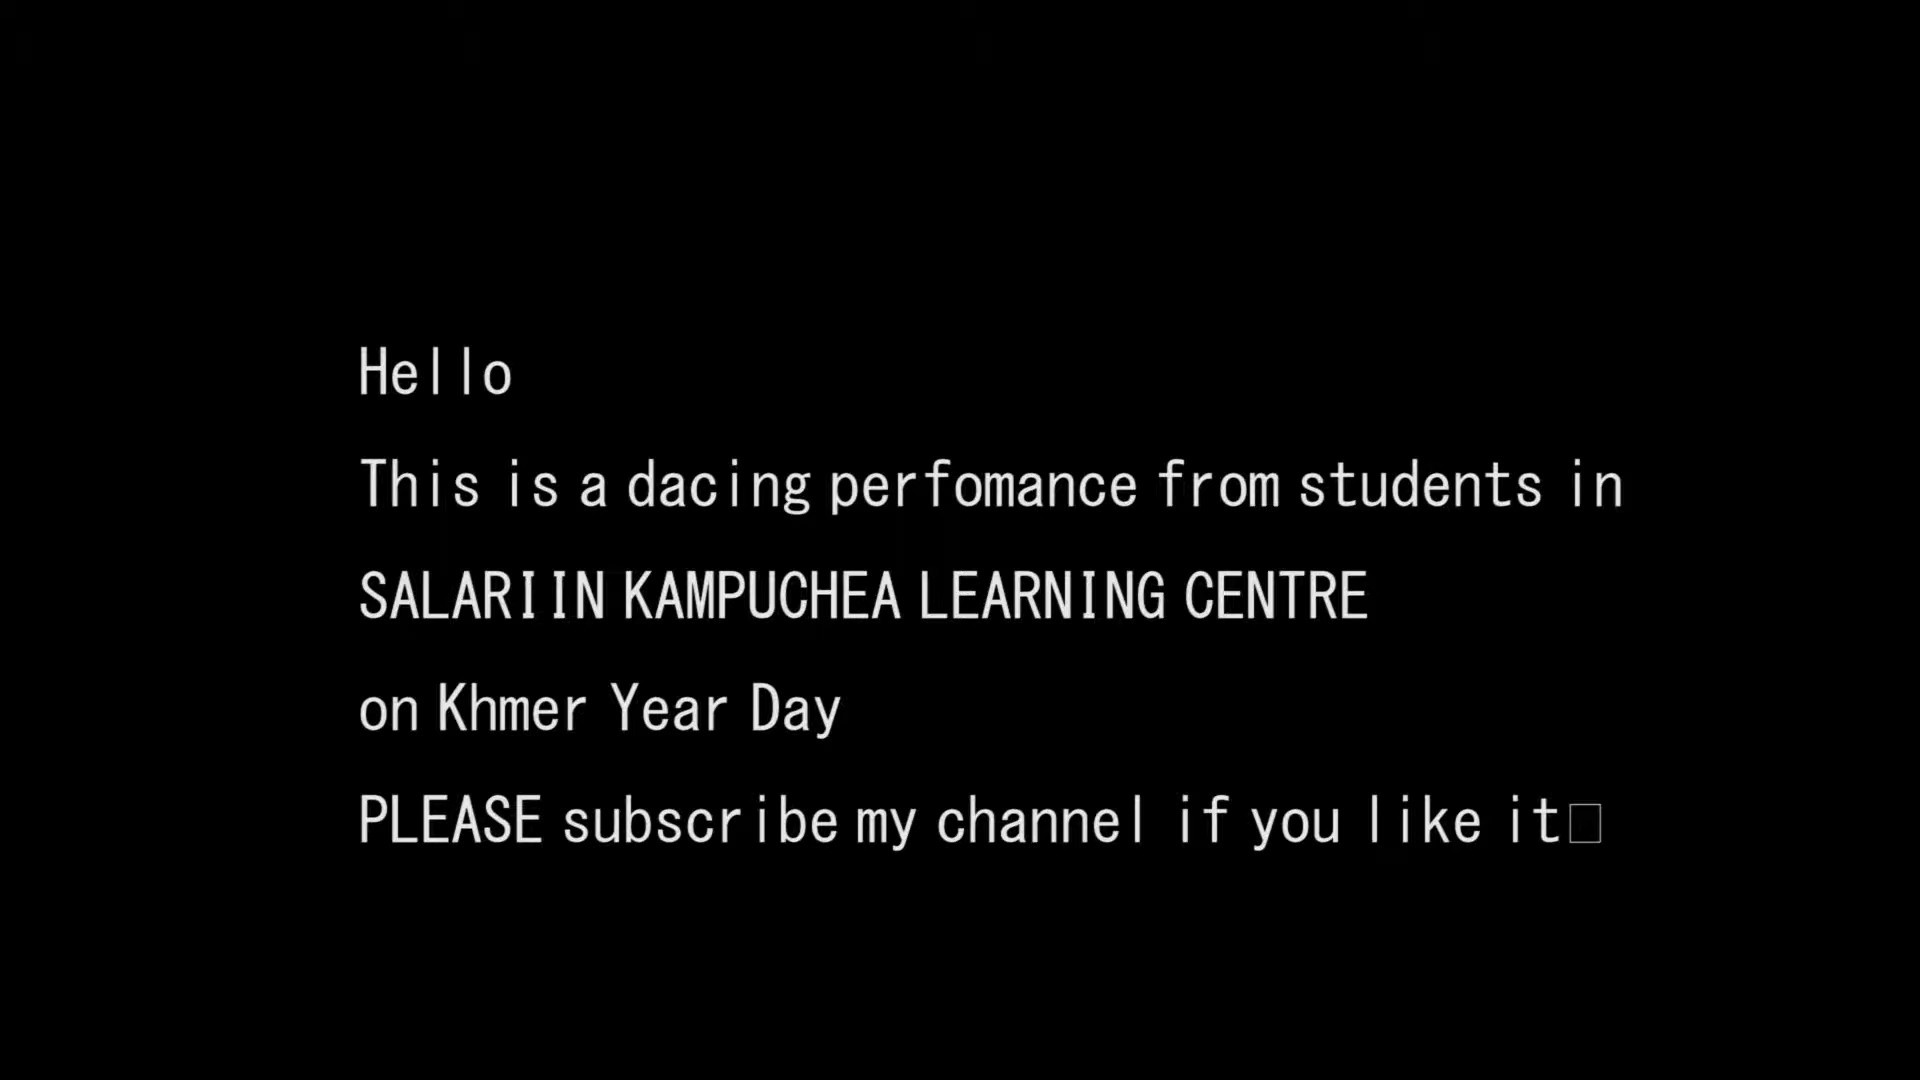 Hello
This is a dacing perfomance from students in
SALARIIN KAMPUCHEA LEARNING CENTRE
on Khmer Year Day
PLEASE subscribe my channel if you like it